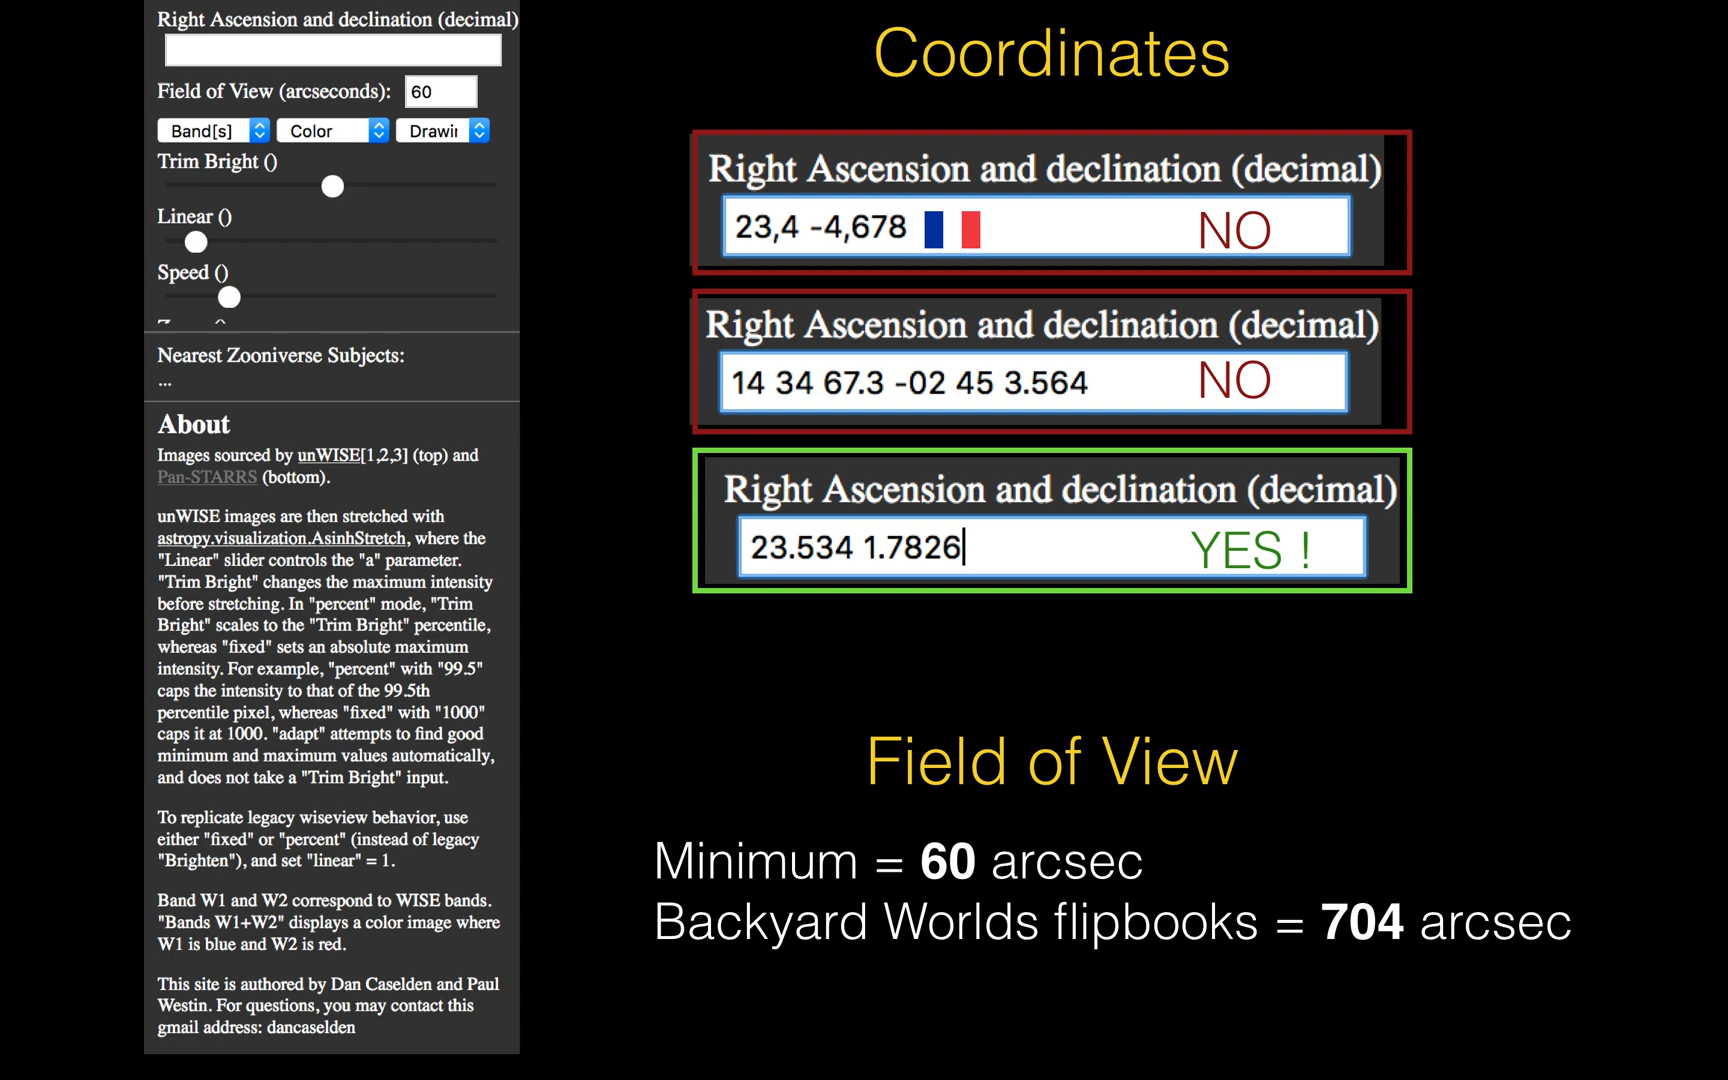 Right Ascension and declination (decimal)
Field of View (arcseconds): 60
Band[s] Color Drawi
Trim Bright ()
Linear ()
Speed ()
Nearest Zooniverse Subjects:
...
About
Images sourced by unWISE[1,2,3] (top) and
Pan-STARRS (bottom).
unWISE images are then stretched with
astropy.visualization.AsinhStretch, where the
"Linear" slider controls the "a" parameter.
"Trim Bright" changes the maximum intensity
before stretching. In "percent" mode, "Trim
Bright" scales to the "Trim Bright" percentile,
whereas "fixed" sets an absolute maximum
intensity. For example, "percent" with "99.5"
caps the intensity to that of the 99.5th
percentile pixel, whereas "fixed" with "1000"
caps it at 1000. "adapt" attempts to find good
minimum and maximum values automatically,
and does not take a "Trim Bright" input.
To replicate legacy wiseview behavior, use
either "fixed" or "percent" (instead of legacy
"Brighten"), and set "linear" = 1.
Band W1 and W2 correspond to WISE bands.
"Bands W1+W2" displays a color image where
W1 is blue and W2 is red.
This site is authored by Dan Caselden and Paul
Westin. For questions, you may contact this
gmail address: dancaselden
Coordinates
Right Ascension and declination (decimal)
23,4 -4,678 NO
Right Ascension and declination (decimal)
14 34 67.3 -02 45 3.564 NO
Right Ascension and declination (decimal)
23.534 1.7826 YES !
Field of View
Minimum = 60 arcsec
Backyard Worlds flipbooks = 704 arcsec